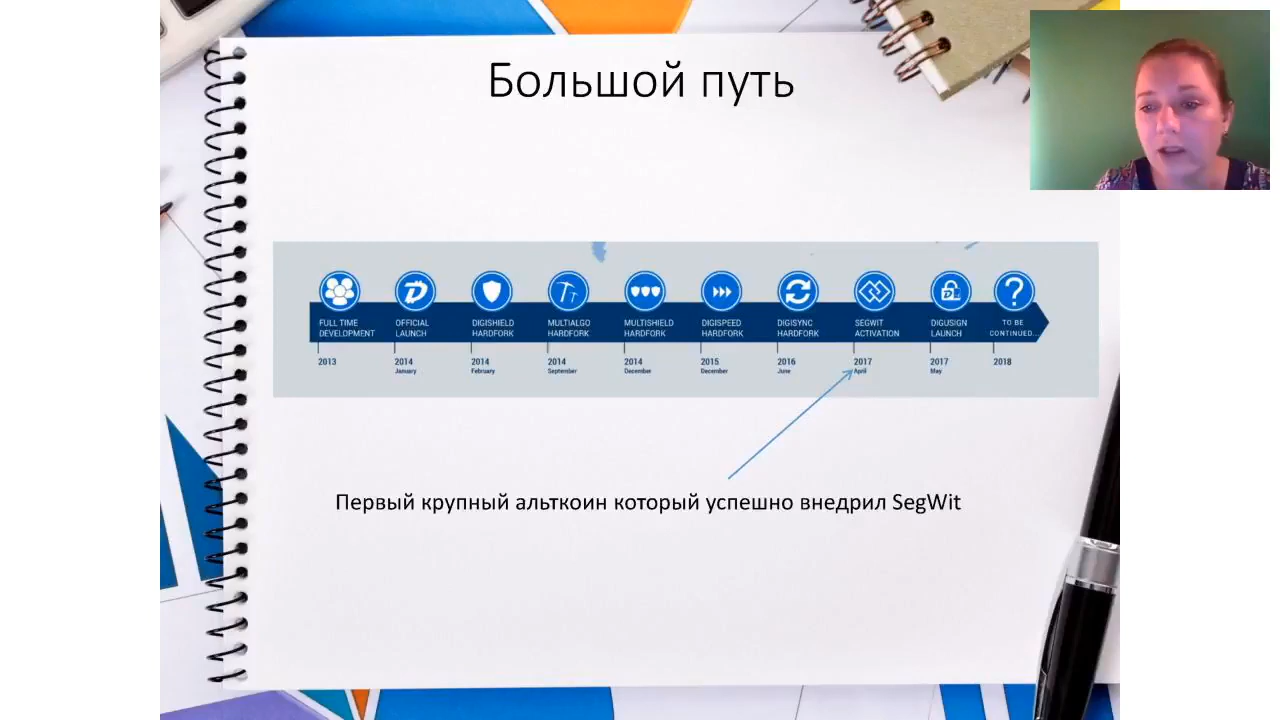 Большой путь
FULL TIME
DEVELOPMENT
2013
OFFICIAL
LAUNCH
2014
January
DIGISHIELD
HARDFORK
2014
February
MULTIALGO
HARDFORK
2014
September
MULTISHIELD
HARDFORK
2014
December
DIGISPEED
HARDFORK
2015
December
DIGISYNC
HARDFORK
2016
June
SEGWIT
ACTIVATION
2017
April
DIGUSIGN
LAUNCH
2017
May
TO BE
CONTINUED...
2018
Первый крупный альткоин который успешно внедрил SegWit